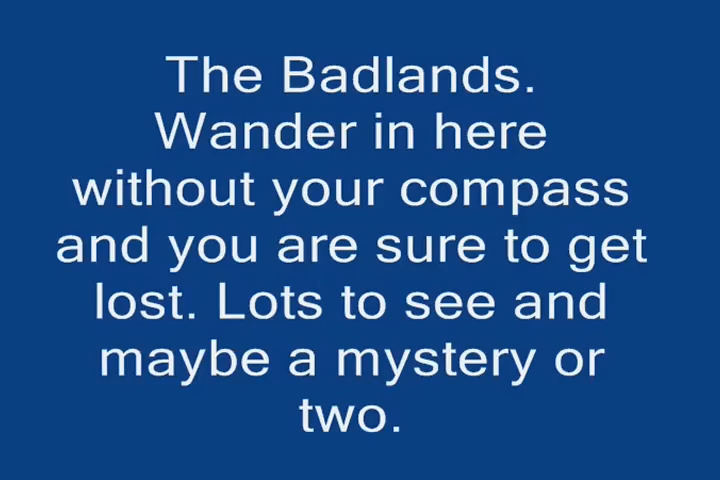 The Badlands.
Wander in here
without your compass
and you are sure to get
lost. Lots to see and
maybe a mystery or
two.